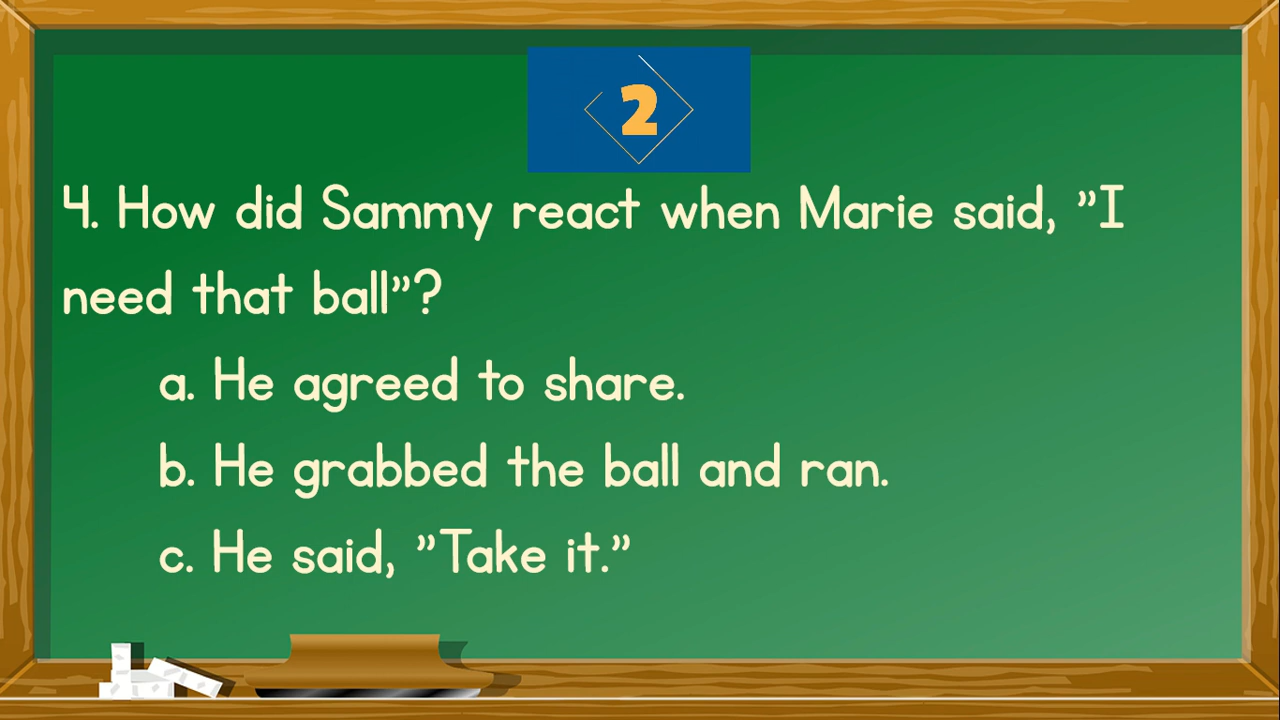 2
4. How did Sammy react when Marie said, ”I
need that ball”?
a. He agreed to share.
b. He grabbed the ball and ran.
c. He said, ”Take it.”